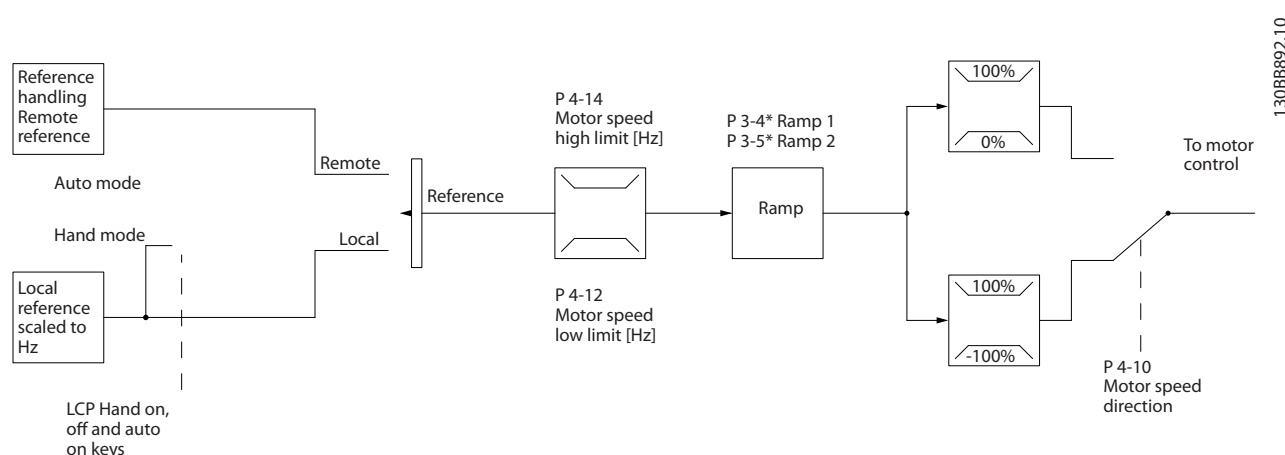 Reference
handling
Remote
reference
Auto mode
Hand mode
Local
reference
scaled to
Hz
LCP Hand on,
off and auto
on keys
Remote
Local
Reference
P 4-14
Motor speed
high limit [Hz]
P 4-12
Motor speed
low limit [Hz]
P 3-4* Ramp 1
P 3-5* Ramp 2
Ramp
100%
0%
100%
-100%
To motor
control
P 4-10
Motor speed
direction
130BB892.10